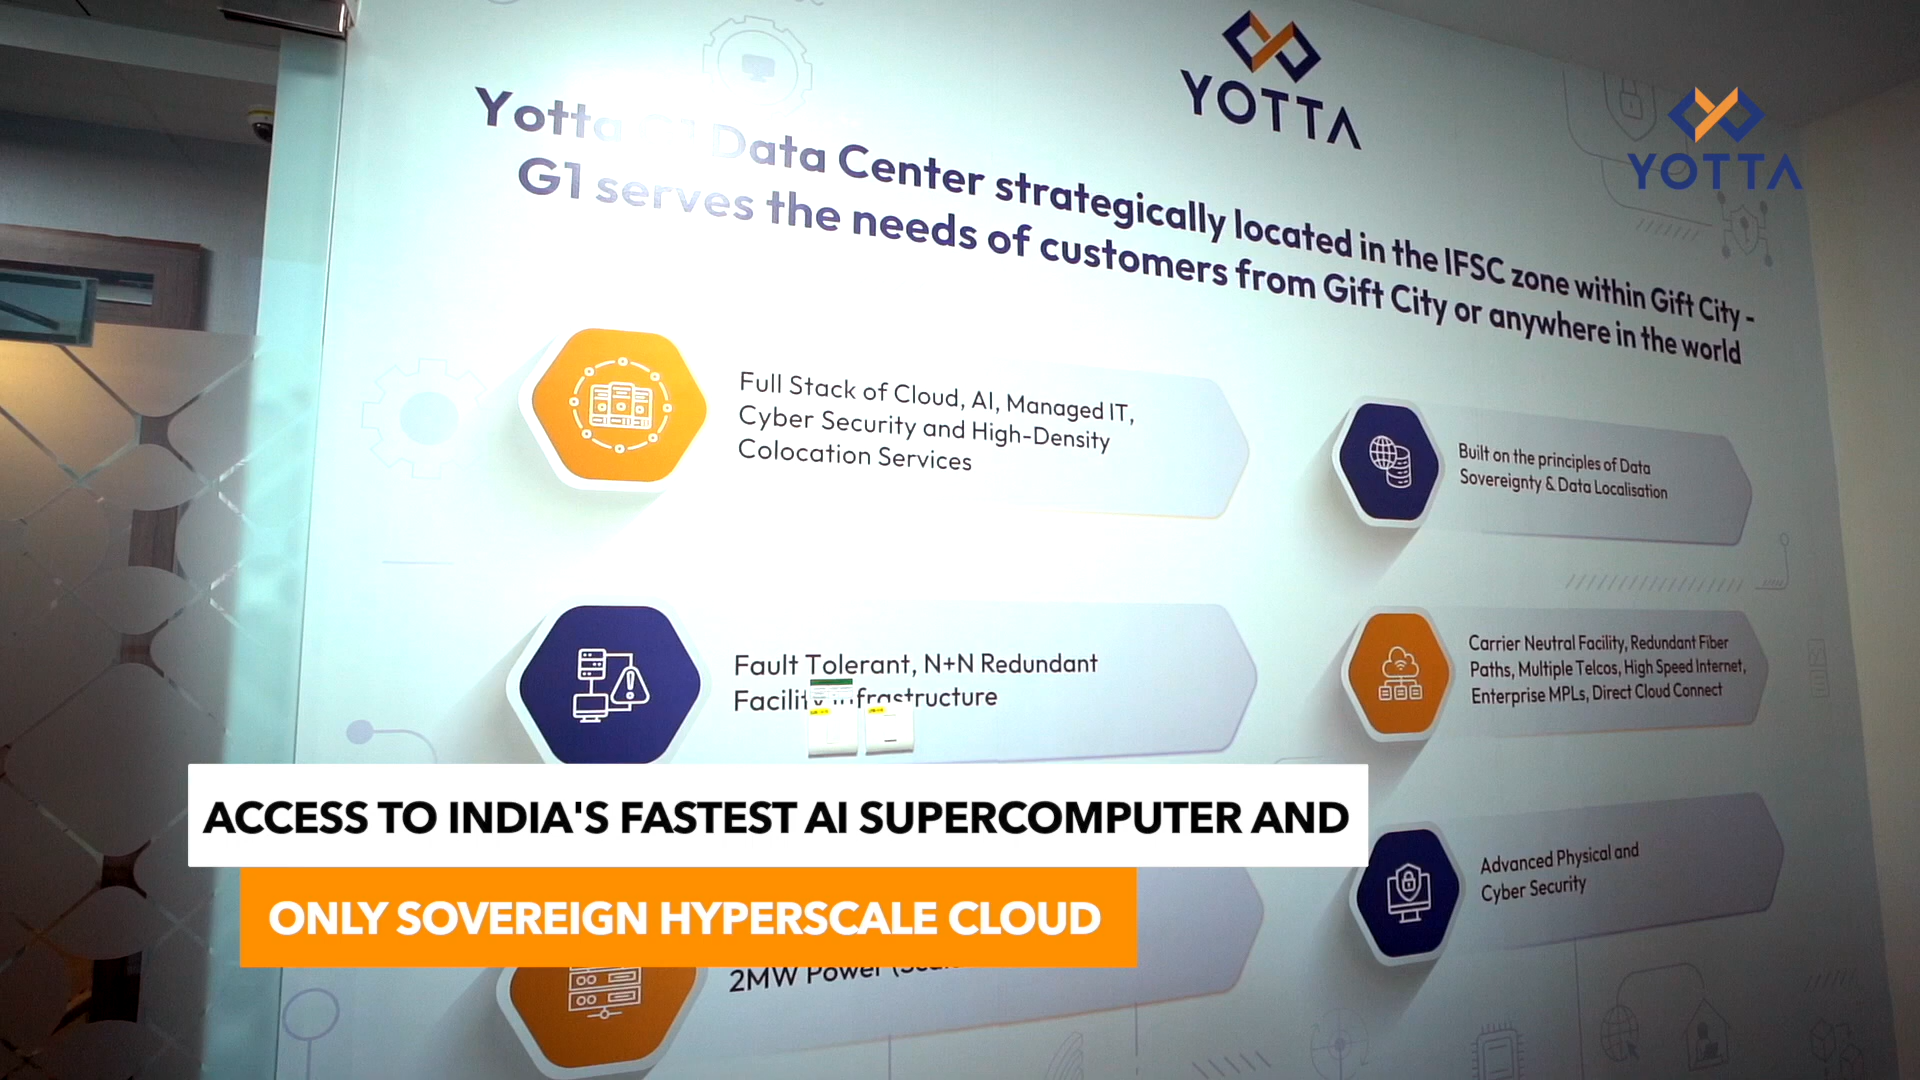 YOTTA
YOTTA
Yotta Data Center strategically located in the IFSC zone within Gift City -
G1 serves the needs of customers from Gift City or anywhere in the world
Full Stack of Cloud, AI, Managed IT,
Cyber Security and High-Density
Colocation Services
Built on the principles of Data
Sovereignty & Data Localisation
Fault Tolerant, N+N Redundant
Facility Infrastructure
Carrier Neutral Facility, Redundant Fiber
Paths, Multiple Telcos, High Speed Internet,
Enterprise MPLs, Direct Cloud Connect
ACCESS TO INDIA'S FASTEST AI SUPERCOMPUTER AND
ONLY SOVEREIGN HYPERSCALE CLOUD
Advanced Physical and
Cyber Security
2MW Power